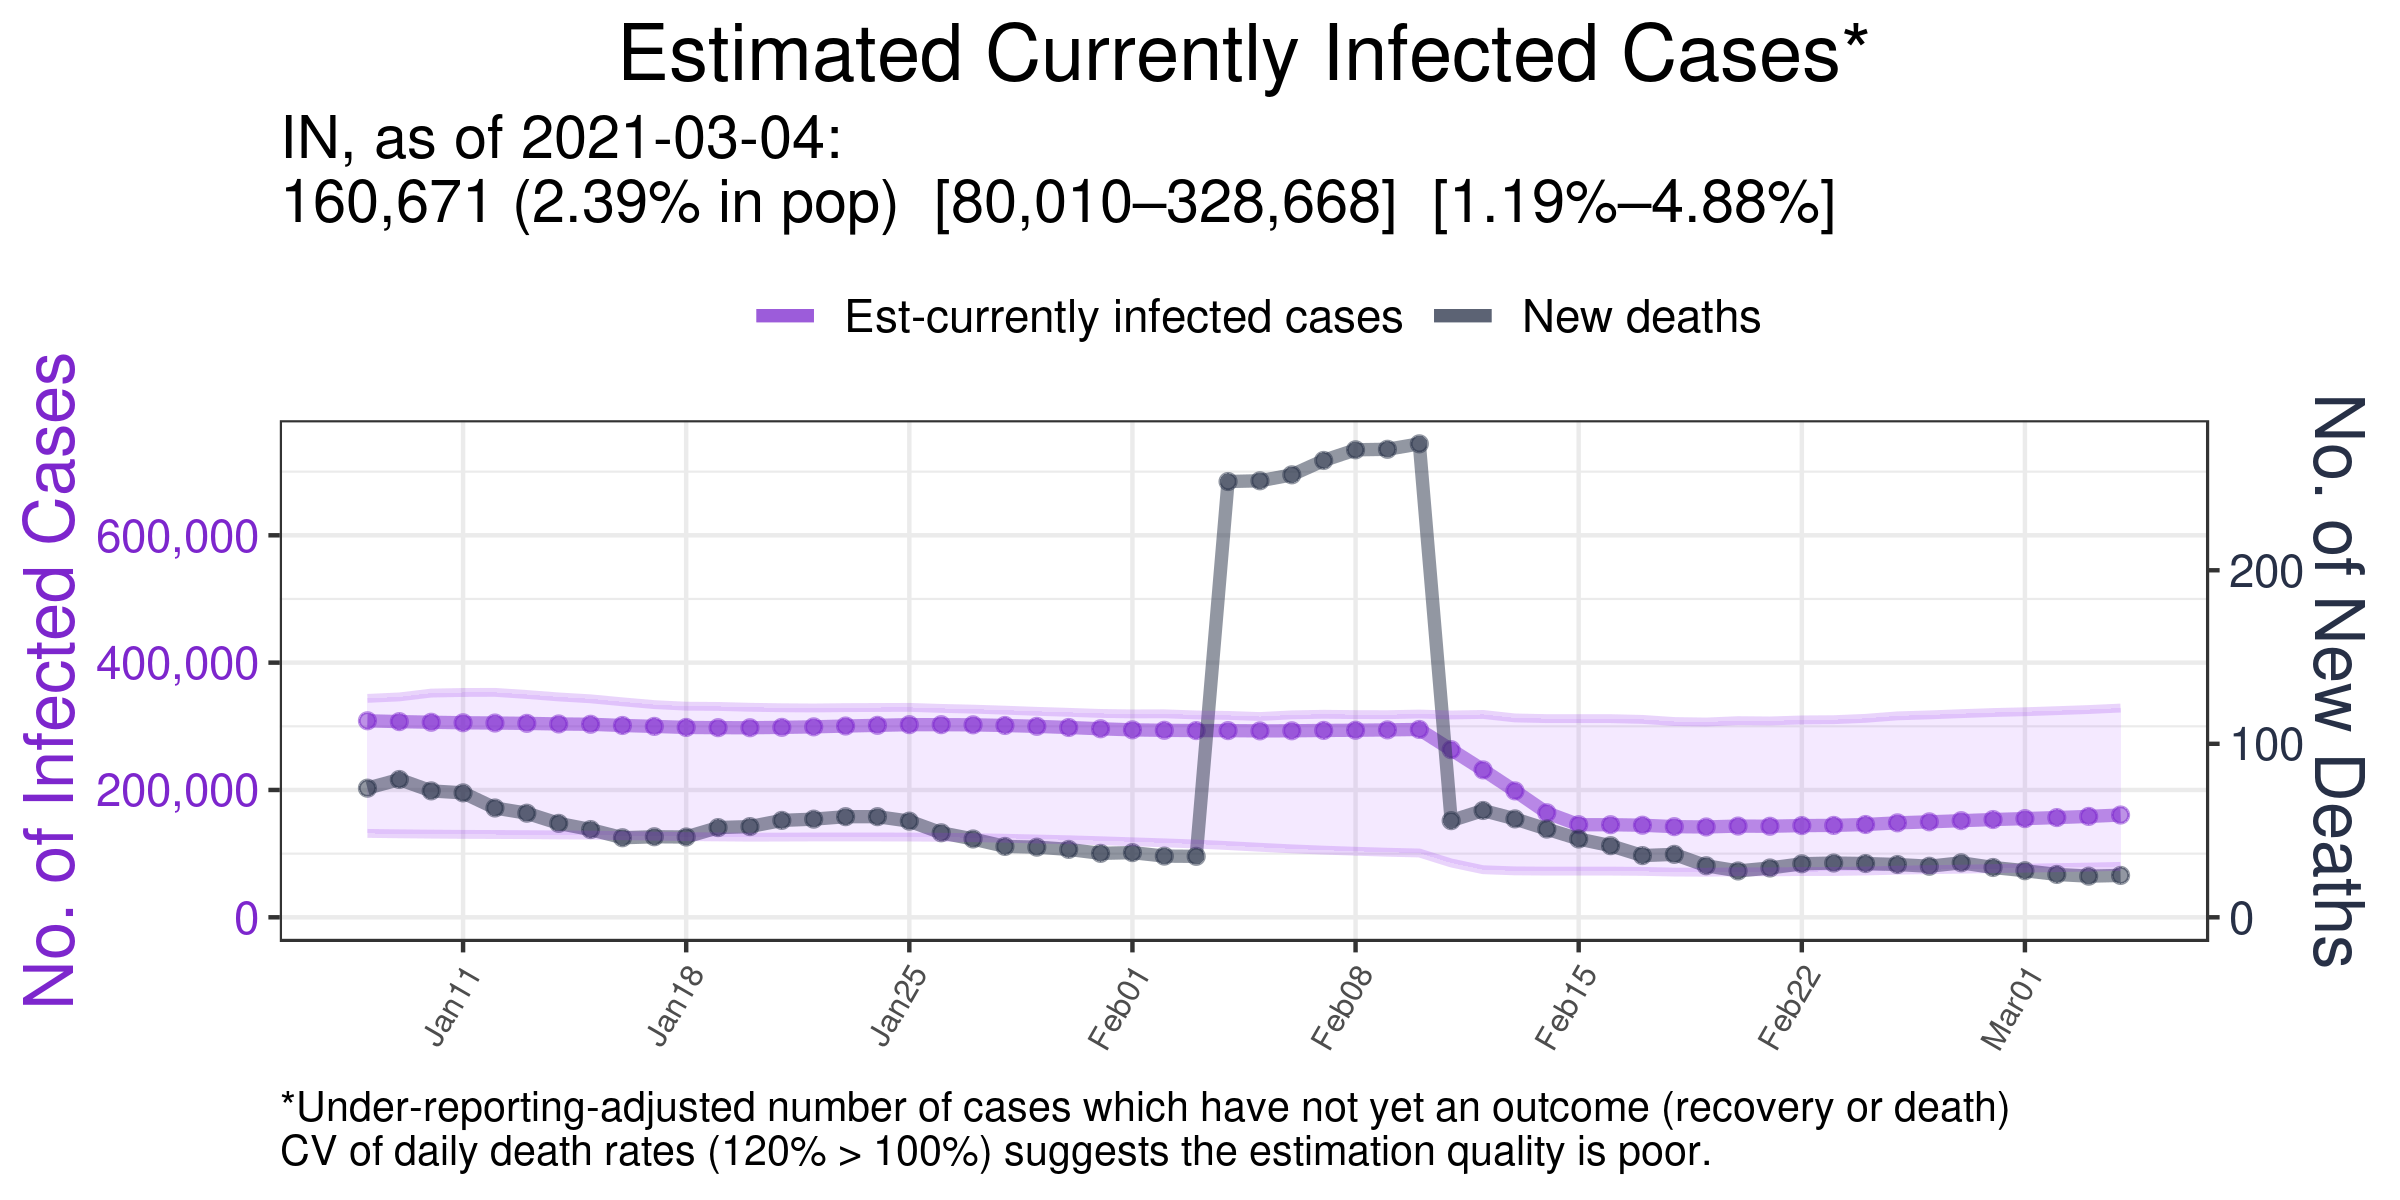 Estimated Currently Infected Cases*
IN, as of 2021-03-04:
160,671 (2.39% in pop)  [80,010–328,668]  [1.19%–4.88%]
Est-currently infected cases
New deaths
No. of Infected Cases
600,000
400,000
200,000
0
No. of New Deaths
200
100
0
Jan11
Jan18
Jan25
Feb01
Feb08
Feb15
Feb22
Mar01
*Under-reporting-adjusted number of cases which have not yet an outcome (recovery or death)
CV of daily death rates (120% > 100%) suggests the estimation quality is poor.